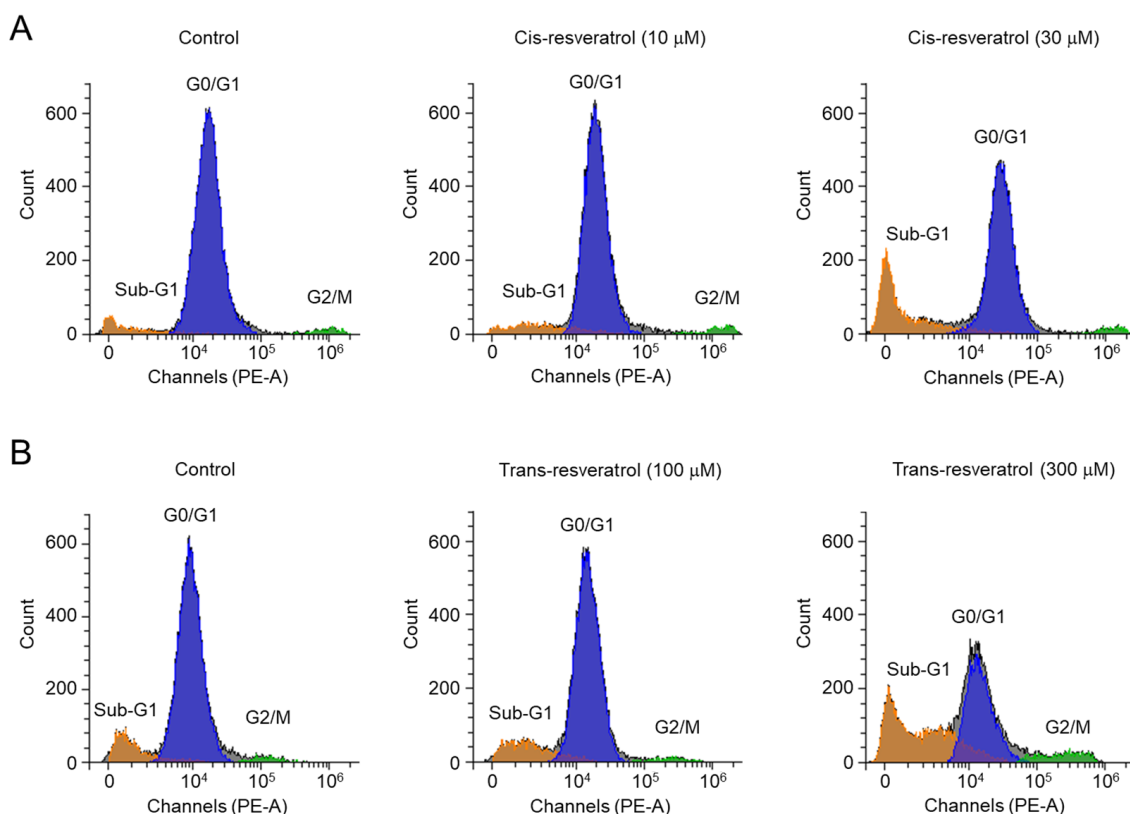 A
Control
Cis-resveratrol (10 μM)
Cis-resveratrol (30 μM)
600
400
200
0
Count
G0/G1
Sub-G1
G2/M
0
10⁴
10⁵
10⁶
Channels (PE-A)
600
400
200
0
Count
G0/G1
Sub-G1
G2/M
0
10⁴
10⁵
10⁶
Channels (PE-A)
600
400
200
0
Count
G0/G1
Sub-G1
0
10⁴
10⁵
10⁶
Channels (PE-A)
B
Control
Trans-resveratrol (100 μM)
Trans-resveratrol (300 μM)
600
400
200
0
Count
G0/G1
Sub-G1
G2/M
0
10⁴
10⁵
10⁶
Channels (PE-A)
600
400
200
0
Count
G0/G1
Sub-G1
G2/M
0
10⁴
10⁵
10⁶
Channels (PE-A)
600
400
200
0
Count
G0/G1
Sub-G1
G2/M
0
10⁴
10⁵
10⁶
Channels (PE-A)